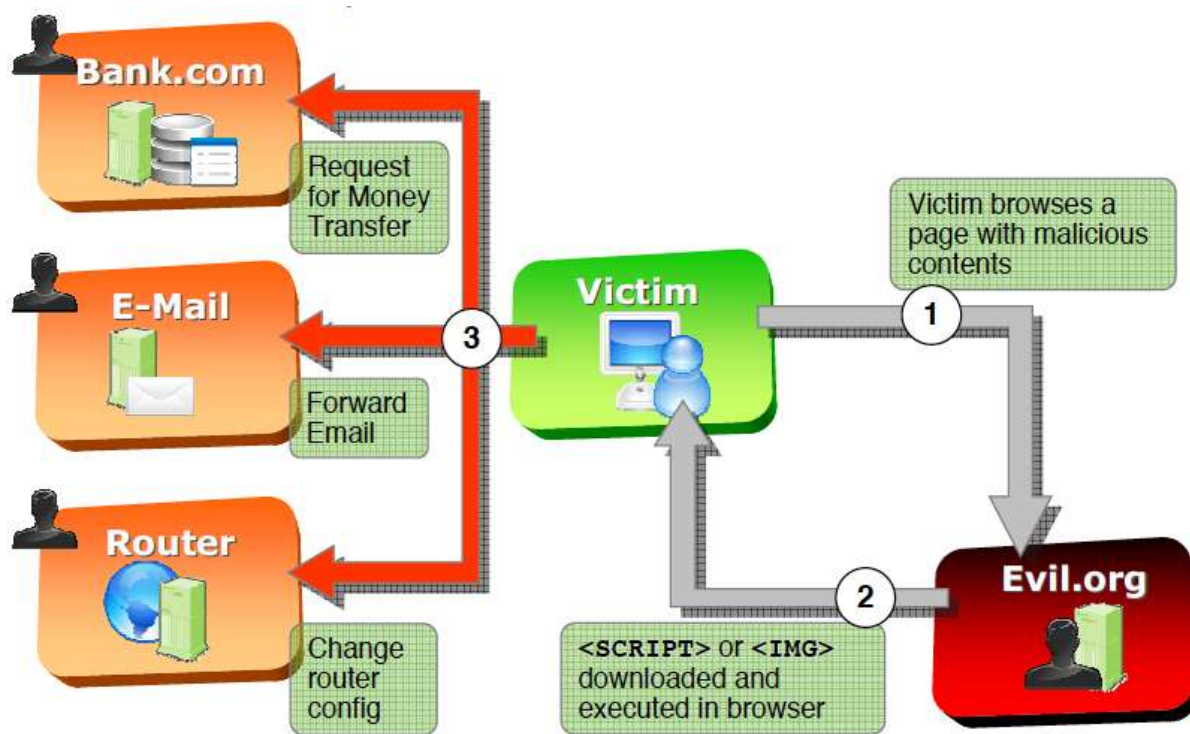 Bank.com
Request
for Money
Transfer
E-Mail
Forward
Email
Router
Change
router
config
3
Victim
Victim browses a
page with malicious
contents
1
2
<SCRIPT> or <IMG>
downloaded and
executed in browser
Evil.org